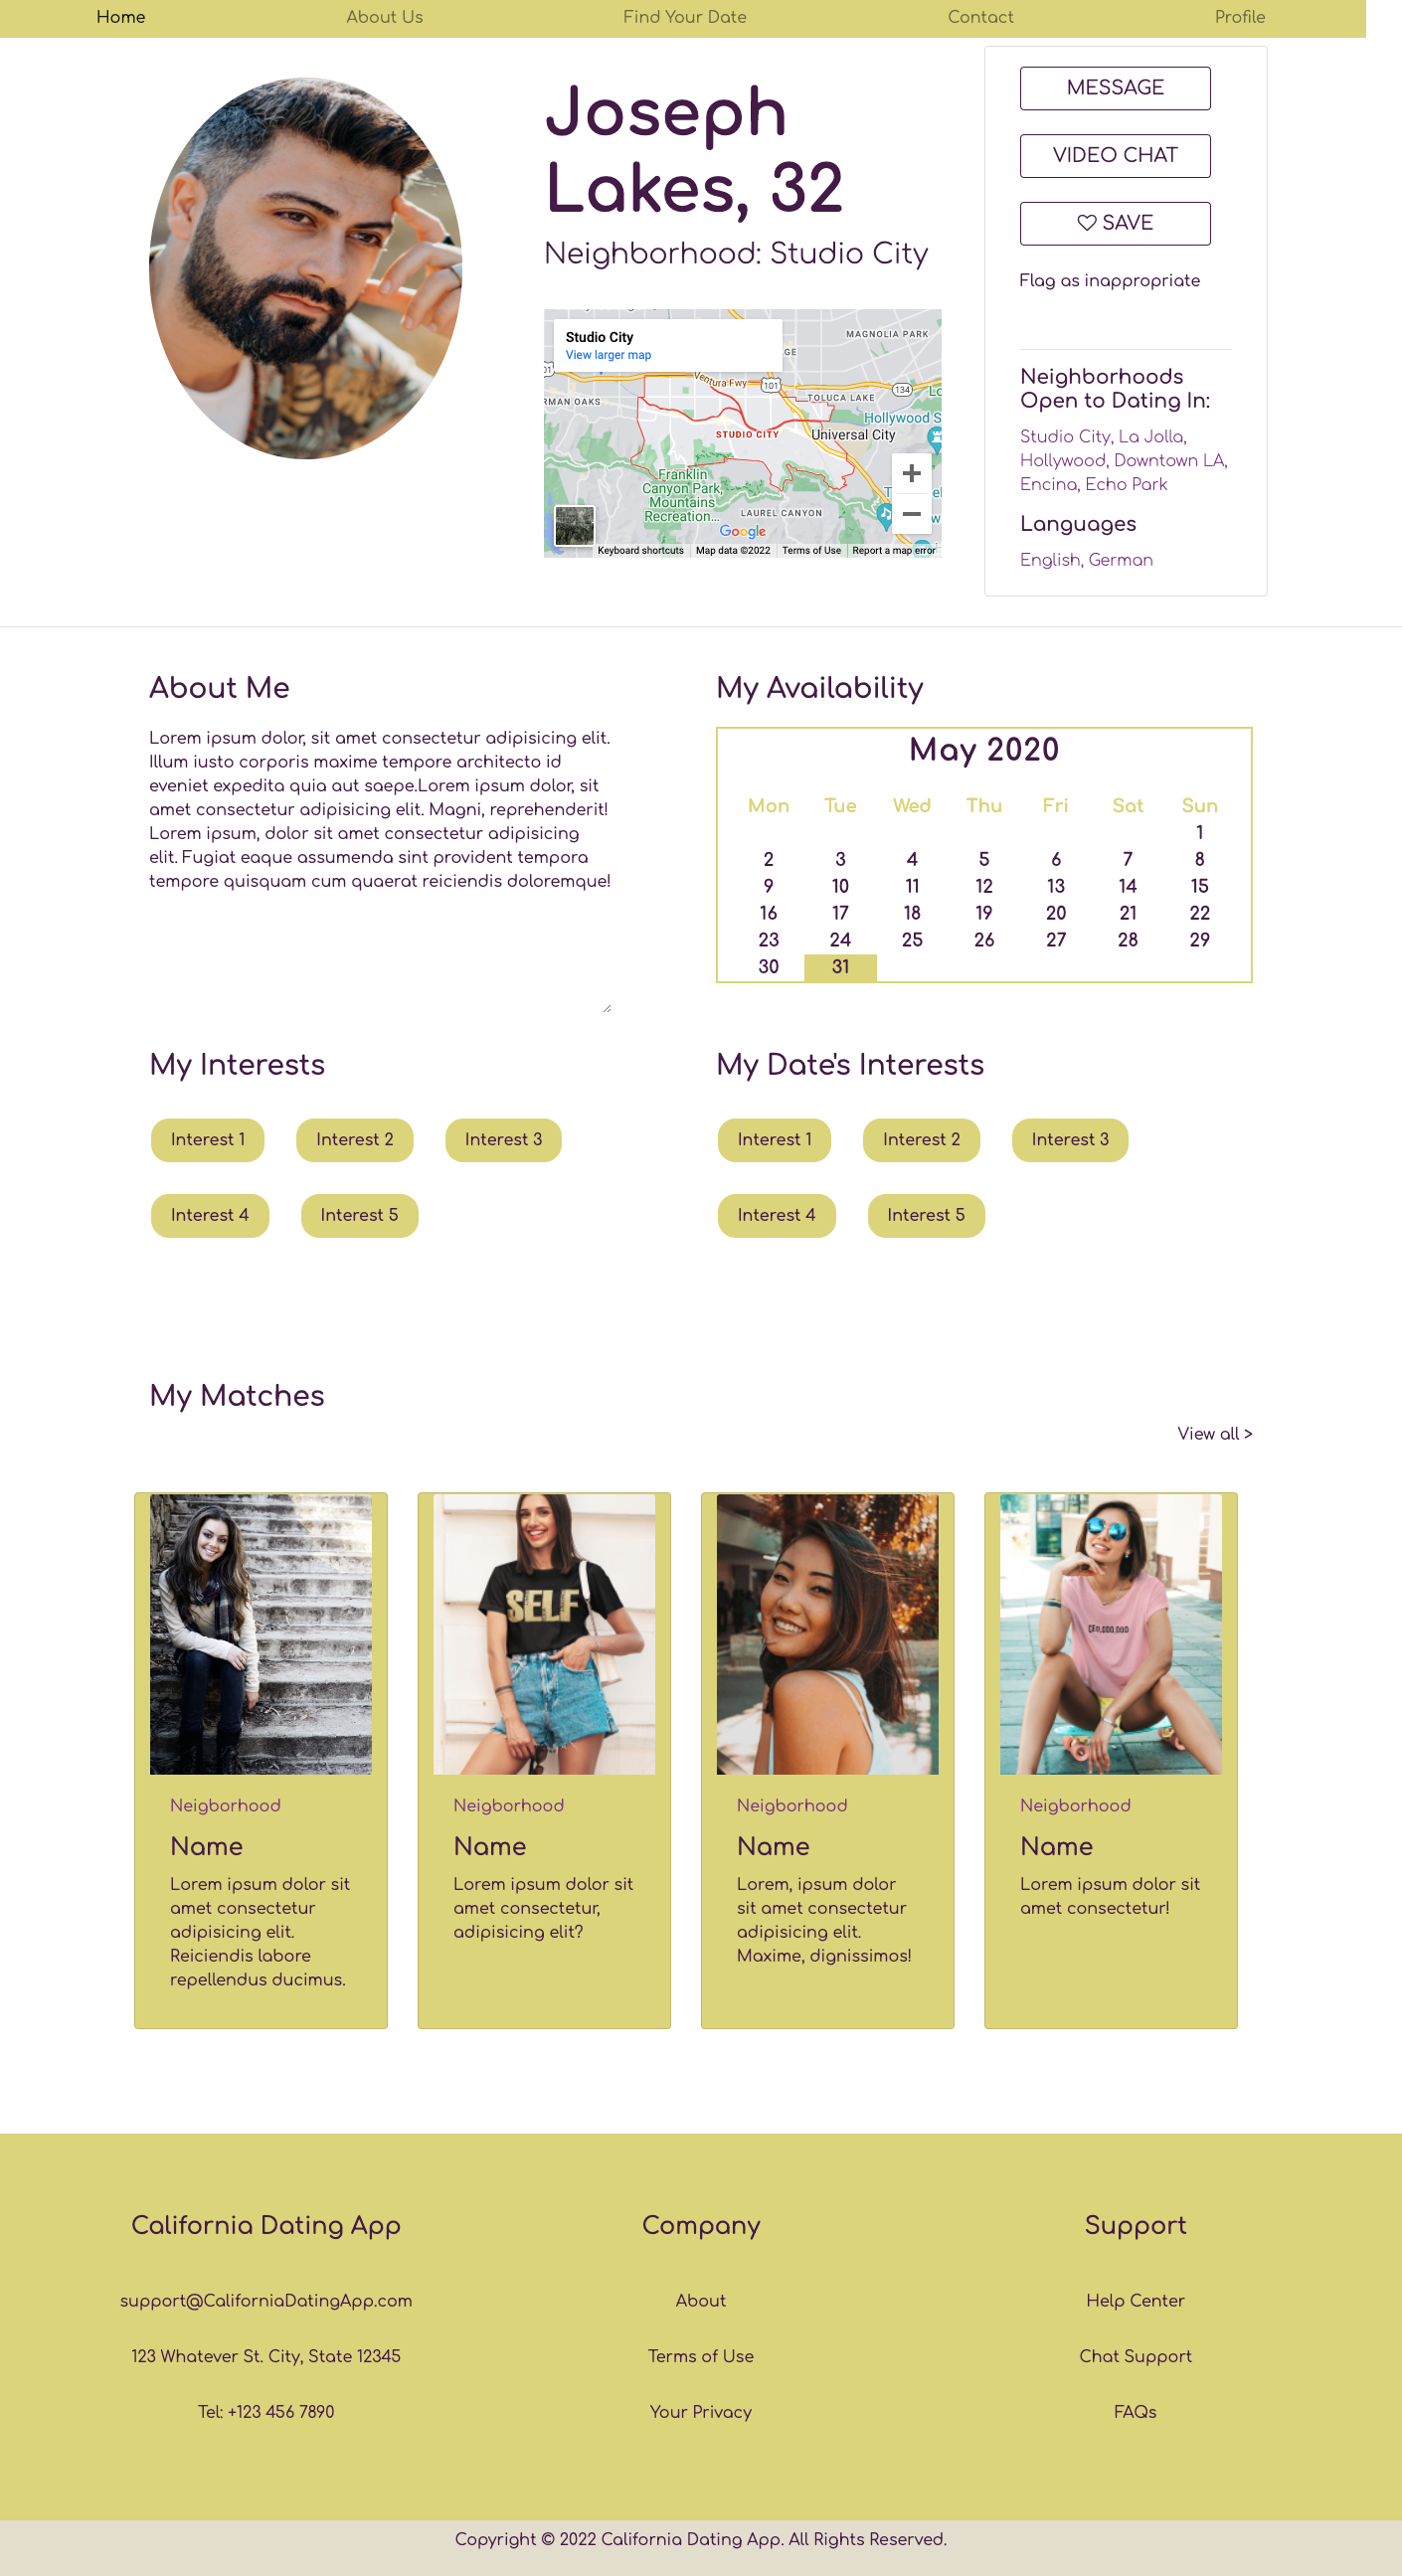 Home
About Us
Find Your Date
Contact
Profile
Joseph
Lakes, 32
Neighborhood: Studio City
Studio City
View larger map
MAGNOLIA PARK
GE
101
Ventura Fwy
101
134
RMAN OAKS
TOLUCA LAKE
Hollywood S
STUDIO CITY
Universal City
Franklin
Canyon Park,
Mountains
Recreation...
LAUREL CANYON
Google
Keyboard shortcuts
Map data ©2022
Terms of Use
Report a map error
MESSAGE
VIDEO CHAT
SAVE
Flag as inappropriate
Neighborhoods
Open to Dating In:
Studio City, La Jolla,
Hollywood, Downtown LA,
Encina, Echo Park
Languages
English, German
About Me
Lorem ipsum dolor, sit amet consectetur adipisicing elit.
Illum iusto corporis maxime tempore architecto id
eveniet expedita quia aut saepe.Lorem ipsum dolor, sit
amet consectetur adipisicing elit. Magni, reprehenderit!
Lorem ipsum, dolor sit amet consectetur adipisicing
elit. Fugiat eaque assumenda sint provident tempora
tempore quisquam cum quaerat reiciendis doloremque!
My Availability
May 2020
Mon Tue Wed Thu Fri Sat Sun
1
2 3 4 5 6 7 8
9 10 11 12 13 14 15
16 17 18 19 20 21 22
23 24 25 26 27 28 29
30 31
My Interests
Interest 1
Interest 2
Interest 3
Interest 4
Interest 5
My Date's Interests
Interest 1
Interest 2
Interest 3
Interest 4
Interest 5
My Matches
View all >
SELF
Neigborhood
Name
Lorem ipsum dolor sit
amet consectetur
adipisicing elit.
Reiciendis labore
repellendus ducimus.
Neigborhood
Name
Lorem ipsum dolor sit
amet consectetur,
adipisicing elit?
Neigborhood
Name
Lorem, ipsum dolor
sit amet consectetur
adipisicing elit.
Maxime, dignissimos!
Neigborhood
Name
Lorem ipsum dolor sit
amet consectetur!
California Dating App
support@CaliforniaDatingApp.com
123 Whatever St. City, State 12345
Tel: +123 456 7890
Company
About
Terms of Use
Your Privacy
Support
Help Center
Chat Support
FAQs
Copyright © 2022 California Dating App. All Rights Reserved.